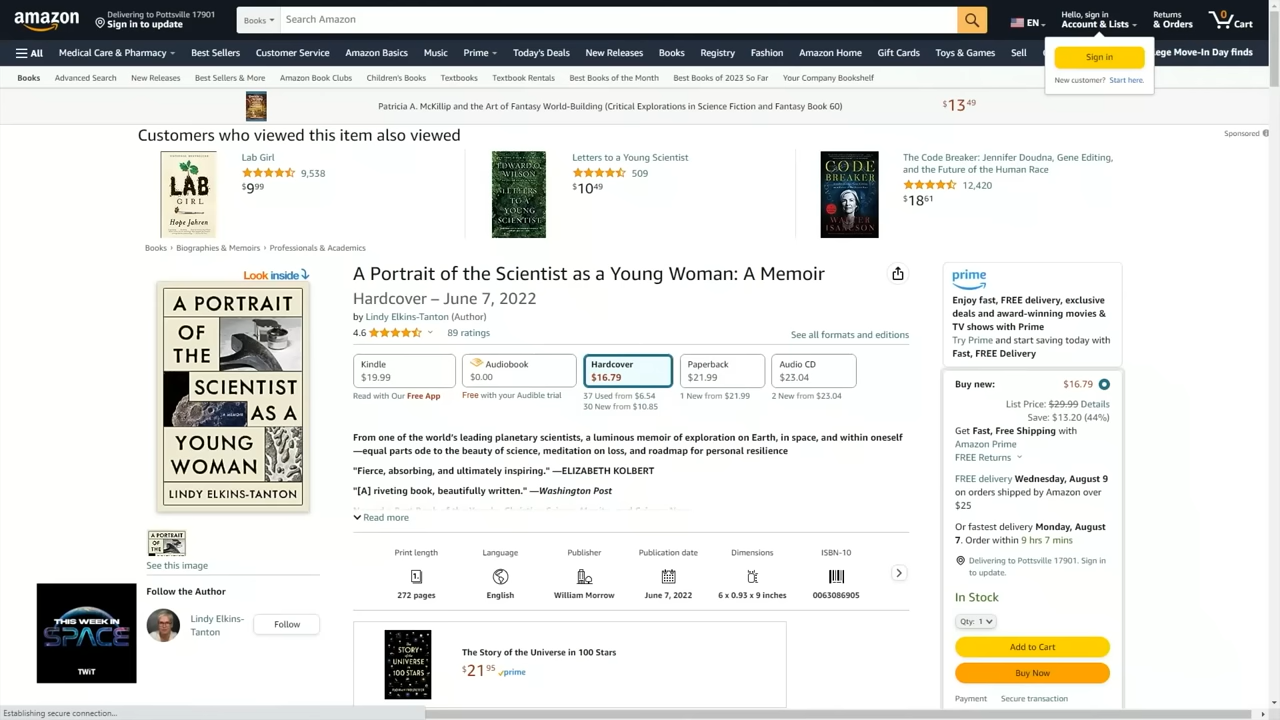 amazon
Delivering to Pottsville 17901
Sign in to update
Books
Search Amazon
EN
Hello, sign in
Account & Lists
Returns
& Orders
0
Cart
All
Medical Care & Pharmacy
Best Sellers
Customer Service
Amazon Basics
Music
Prime
Today's Deals
New Releases
Books
Registry
Fashion
Amazon Home
Gift Cards
Toys & Games
Sell
lege Move-In Day finds
Sign in
New customer? Start here.
Books
Advanced Search
New Releases
Best Sellers & More
Amazon Book Clubs
Children's Books
Textbooks
Textbook Rentals
Best Books of the Month
Best Books of 2023 So Far
Your Company Bookshelf
Patricia A. McKillip and the Art of Fantasy World-Building (Critical Explorations in Science Fiction and Fantasy Book 60)
$13 49
Sponsored
Customers who viewed this item also viewed
LAB
GIRL
Hope Jahren
Lab Girl
9,538
$9 99
EDWARD O.
WILSON
LETTERS
TO A
YOUNG
SCIENTIST
Letters to a Young Scientist
509
$10 49
CODE
BREAKER
WALTER
ISAACSON
The Code Breaker: Jennifer Doudna, Gene Editing,
and the Future of the Human Race
12,420
$18 61
Books › Biographies & Memoirs › Professionals & Academics
Look inside
A PORTRAIT
OF
THE
SCIENTIST
AS A
YOUNG
WOMAN
LINDY ELKINS-TANTON
A PORTRAIT
OF
THE
See this image
Follow the Author
Lindy Elkins-
Tanton
Follow
THIS WEEK IN
SPACE
TWiT
A Portrait of the Scientist as a Young Woman: A Memoir
Hardcover – June 7, 2022
by Lindy Elkins-Tanton (Author)
4.6
89 ratings
See all formats and editions
Kindle
$19.99
Read with Our Free App
Audiobook
$0.00
Free with your Audible trial
Hardcover
$16.79
37 Used from $6.54
30 New from $10.85
Paperback
$21.99
1 New from $21.99
Audio CD
$23.04
2 New from $23.04
From one of the world's leading planetary scientists, a luminous memoir of exploration on Earth, in space, and within oneself
—equal parts ode to the beauty of science, meditation on loss, and roadmap for personal resilience
"Fierce, absorbing, and ultimately inspiring." —ELIZABETH KOLBERT
"[A] riveting book, beautifully written." —Washington Post
Read more
Print length
272 pages
Language
English
Publisher
William Morrow
Publication date
June 7, 2022
Dimensions
6 x 0.93 x 9 inches
ISBN-10
0063086905
The
STORY
of the
UNIVERSE
in
100 STARS
The Story of the Universe in 100 Stars
$21 95 prime
prime
Enjoy fast, FREE delivery, exclusive
deals and award-winning movies &
TV shows with Prime
Try Prime and start saving today with
Fast, FREE Delivery
Buy new:
$16.79
List Price: $29.99 Details
Save: $13.20 (44%)
Get Fast, Free Shipping with
Amazon Prime
FREE Returns
FREE delivery Wednesday, August 9
on orders shipped by Amazon over
$25
Or fastest delivery Monday, August
7. Order within 9 hrs 7 mins
Delivering to Pottsville 17901. Sign in
to update.
In Stock
Qty: 1
Add to Cart
Buy Now
Payment
Secure transaction
Establishing secure connection...